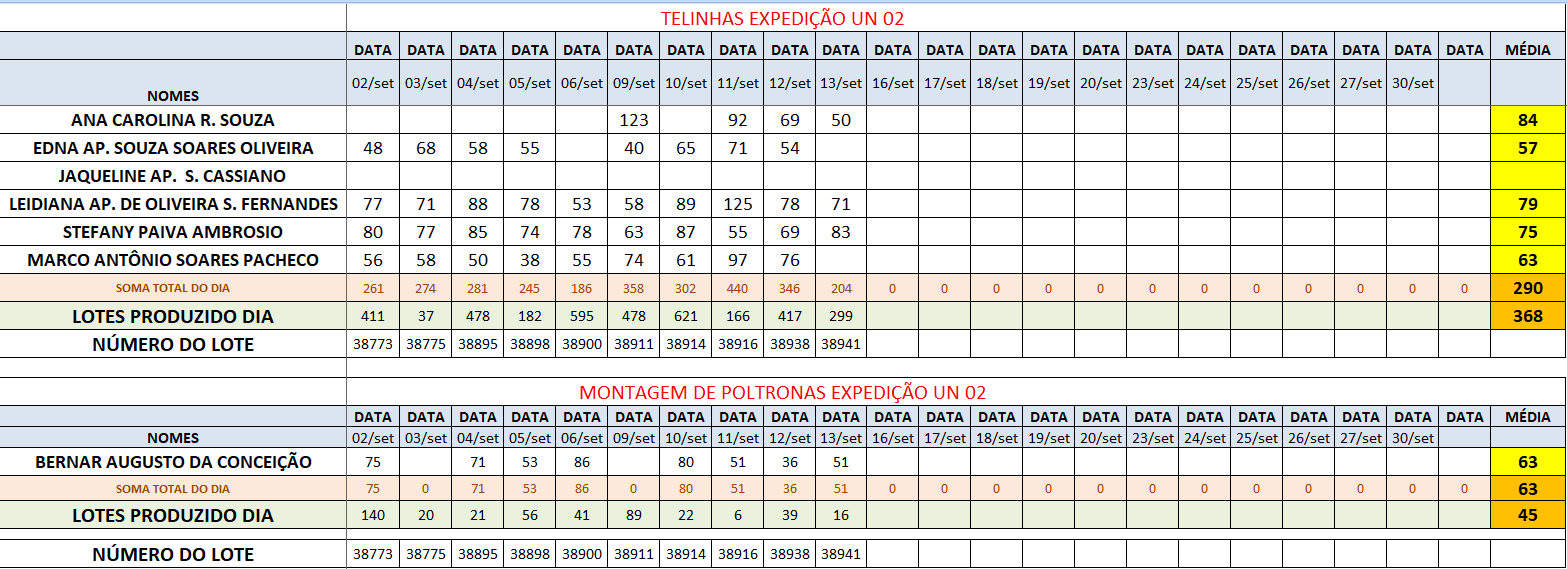 TELINHAS EXPEDIÇÃO UN 02
DATA DATA DATA DATA DATA DATA DATA DATA DATA DATA DATA DATA DATA DATA DATA DATA DATA DATA DATA DATA DATA DATA MÉDIA
NOMES 02/set 03/set 04/set 05/set 06/set 09/set 10/set 11/set 12/set 13/set 16/set 17/set 18/set 19/set 20/set 23/set 24/set 25/set 26/set 27/set 30/set
ANA CAROLINA R. SOUZA 123 92 69 50 84
EDNA AP. SOUZA SOARES OLIVEIRA 48 68 58 55 40 65 71 54 57
JAQUELINE AP. S. CASSIANO
LEIDIANA AP. DE OLIVEIRA S. FERNANDES 77 71 88 78 53 58 89 125 78 71 79
STEFANY PAIVA AMBROSIO 80 77 85 74 78 63 87 55 69 83 75
MARCO ANTÔNIO SOARES PACHECO 56 58 50 38 55 74 61 97 76 63
SOMA TOTAL DO DIA 261 274 281 245 186 358 302 440 346 204 0 0 0 0 0 0 0 0 0 0 0 0 290
LOTES PRODUZIDO DIA 411 37 478 182 595 478 621 166 417 299 368
NÚMERO DO LOTE 38773 38775 38895 38898 38900 38911 38914 38916 38938 38941
MONTAGEM DE POLTRONAS EXPEDIÇÃO UN 02
DATA DATA DATA DATA DATA DATA DATA DATA DATA DATA DATA DATA DATA DATA DATA DATA DATA DATA DATA DATA DATA DATA MÉDIA
NOMES 02/set 03/set 04/set 05/set 06/set 09/set 10/set 11/set 12/set 13/set 16/set 17/set 18/set 19/set 20/set 23/set 24/set 25/set 26/set 27/set 30/set
BERNAR AUGUSTO DA CONCEIÇÃO 75 71 53 86 80 51 36 51 63
SOMA TOTAL DO DIA 75 0 71 53 86 0 80 51 36 51 0 0 0 0 0 0 0 0 0 0 0 0 63
LOTES PRODUZIDO DIA 140 20 21 56 41 89 22 6 39 16 45
NÚMERO DO LOTE 38773 38775 38895 38898 38900 38911 38914 38916 38938 38941